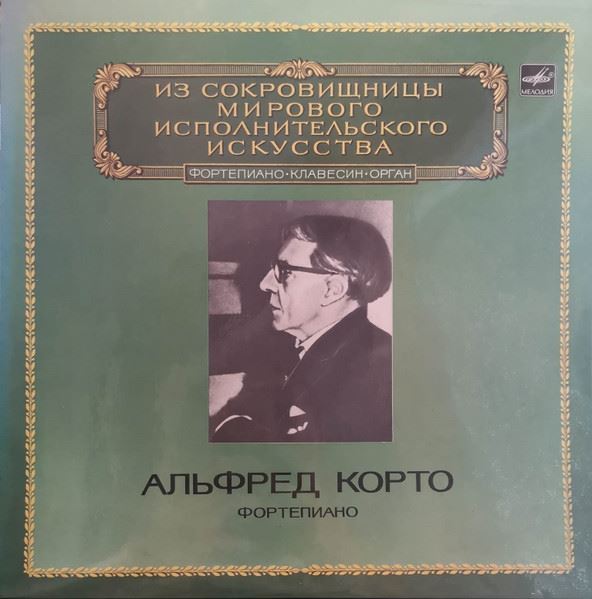 ИЗ СОКРОВИЩНИЦЫ
МИРОВОГО
ИСПОЛНИТЕЛЬСКОГО
ИСКУССТВА
МЕЛОДИЯ
ФОРТЕПИАНО·КЛАВЕСИН·ОРГАН
АЛЬФРЕД КОРТО
ФОРТЕПИАНО